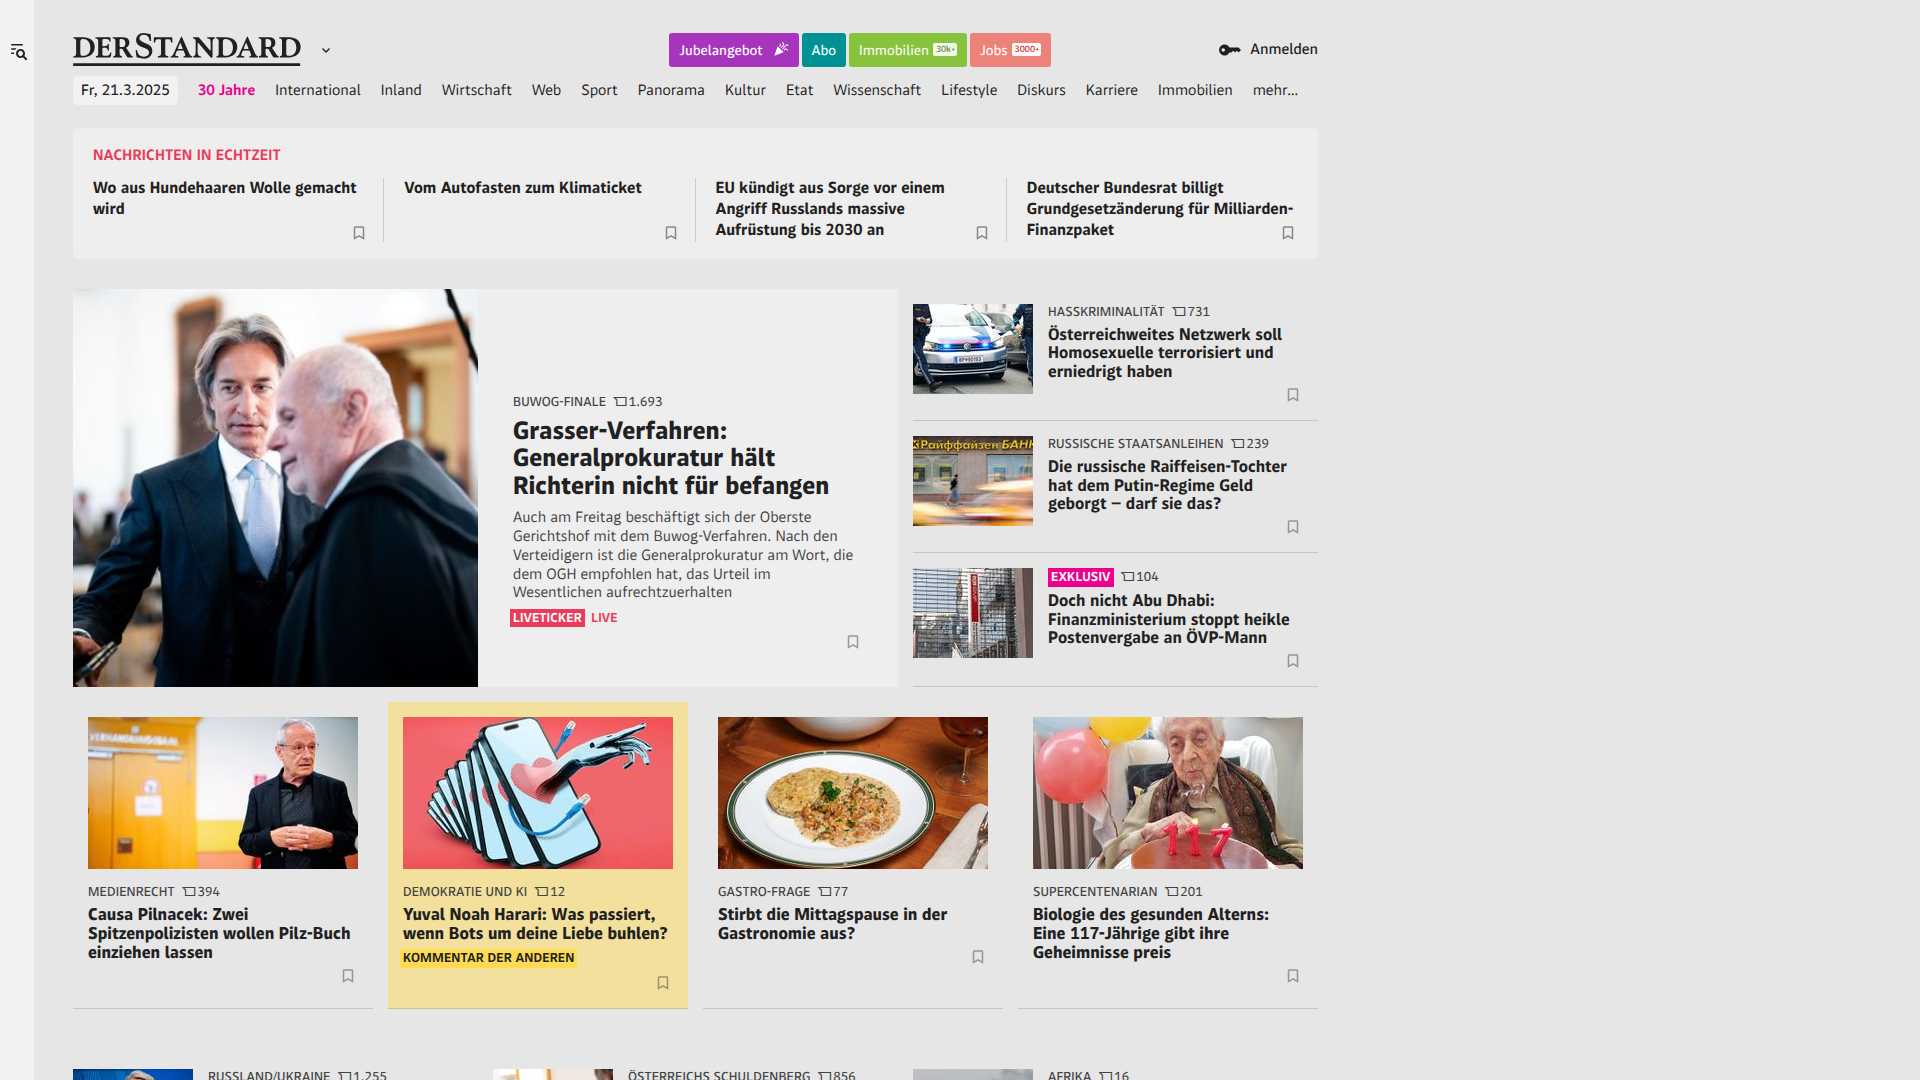 DERSTANDARD
Jubelangebot
Abo
Immobilien 30k+
Jobs 3000+
Anmelden
Fr, 21.3.2025
30 Jahre
International
Inland
Wirtschaft
Web
Sport
Panorama
Kultur
Etat
Wissenschaft
Lifestyle
Diskurs
Karriere
Immobilien
mehr...
NACHRICHTEN IN ECHTZEIT
Wo aus Hundehaaren Wolle gemacht
wird
Vom Autofasten zum Klimaticket
EU kündigt aus Sorge vor einem
Angriff Russlands massive
Aufrüstung bis 2030 an
Deutscher Bundesrat billigt
Grundgesetzänderung für Milliarden-
Finanzpaket
BUWOG-FINALE 1.693
Grasser-Verfahren:
Generalprokuratur hält
Richterin nicht für befangen
Auch am Freitag beschäftigt sich der Oberste
Gerichtshof mit dem Buwog-Verfahren. Nach den
Verteidigern ist die Generalprokuratur am Wort, die
dem OGH empfohlen hat, das Urteil im
Wesentlichen aufrechtzuerhalten
LIVETICKER LIVE
HASSKRIMINALITÄT 731
Österreichweites Netzwerk soll
Homosexuelle terrorisiert und
erniedrigt haben
Райффайзен БАНК
RUSSISCHE STAATSANLEIHEN 239
Die russische Raiffeisen-Tochter
hat dem Putin-Regime Geld
geborgt – darf sie das?
EXKLUSIV 104
Doch nicht Abu Dhabi:
Finanzministerium stoppt heikle
Postenvergabe an ÖVP-Mann
MEDIENRECHT 394
Causa Pilnacek: Zwei
Spitzenpolizisten wollen Pilz-Buch
einziehen lassen
DEMOKRATIE UND KI 12
Yuval Noah Harari: Was passiert,
wenn Bots um deine Liebe buhlen?
KOMMENTAR DER ANDEREN
GASTRO-FRAGE 77
Stirbt die Mittagspause in der
Gastronomie aus?
117
SUPERCENTENARIAN 201
Biologie des gesunden Alterns:
Eine 117-Jährige gibt ihre
Geheimnisse preis
RUSSLAND/UKRAINE 1.255
ÖSTERREICHS SCHULDENBERG 856
AFRIKA 16